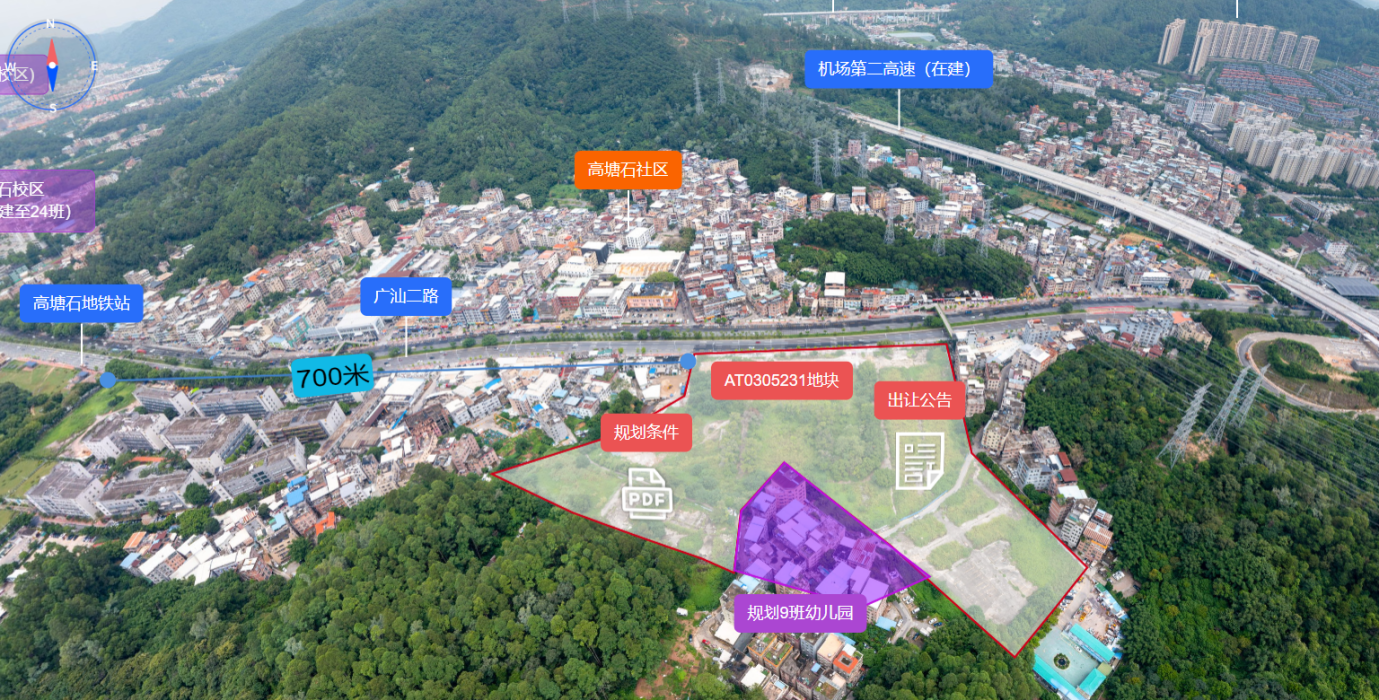 N
W
E
S
校区)
机场第二高速（在建）
高塘石社区
石校区
建至24班)
高塘石地铁站
广汕二路
700米
AT0305231地块
出让公告
规划条件
PDF
规划9班幼儿园